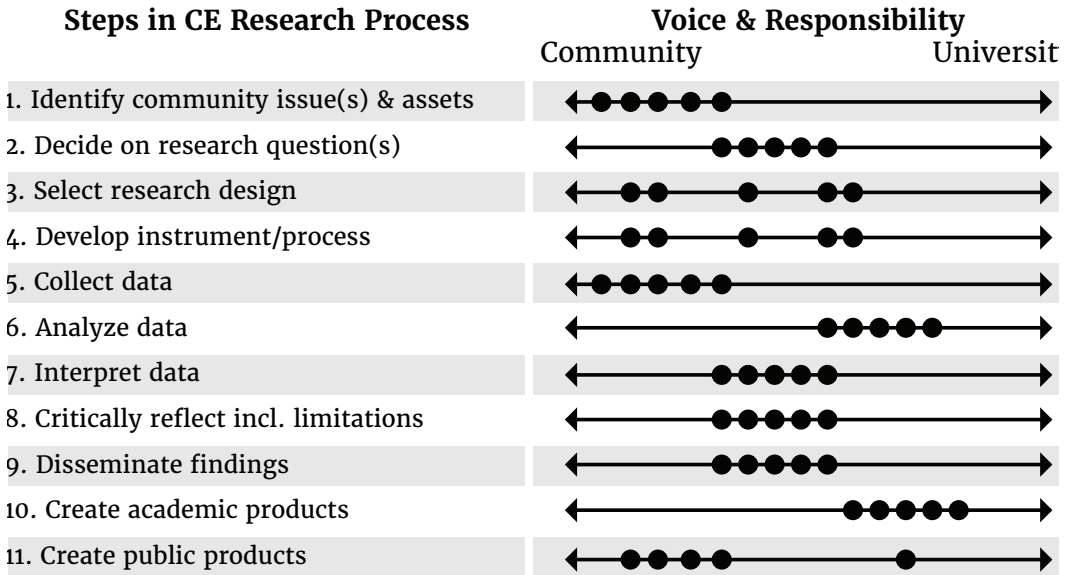 Steps in CE Research Process
Voice & Responsibility
Community
Universit
1. Identify community issue(s) & assets
2. Decide on research question(s)
3. Select research design
4. Develop instrument/process
5. Collect data
6. Analyze data
7. Interpret data
8. Critically reflect incl. limitations
9. Disseminate findings
10. Create academic products
11. Create public products